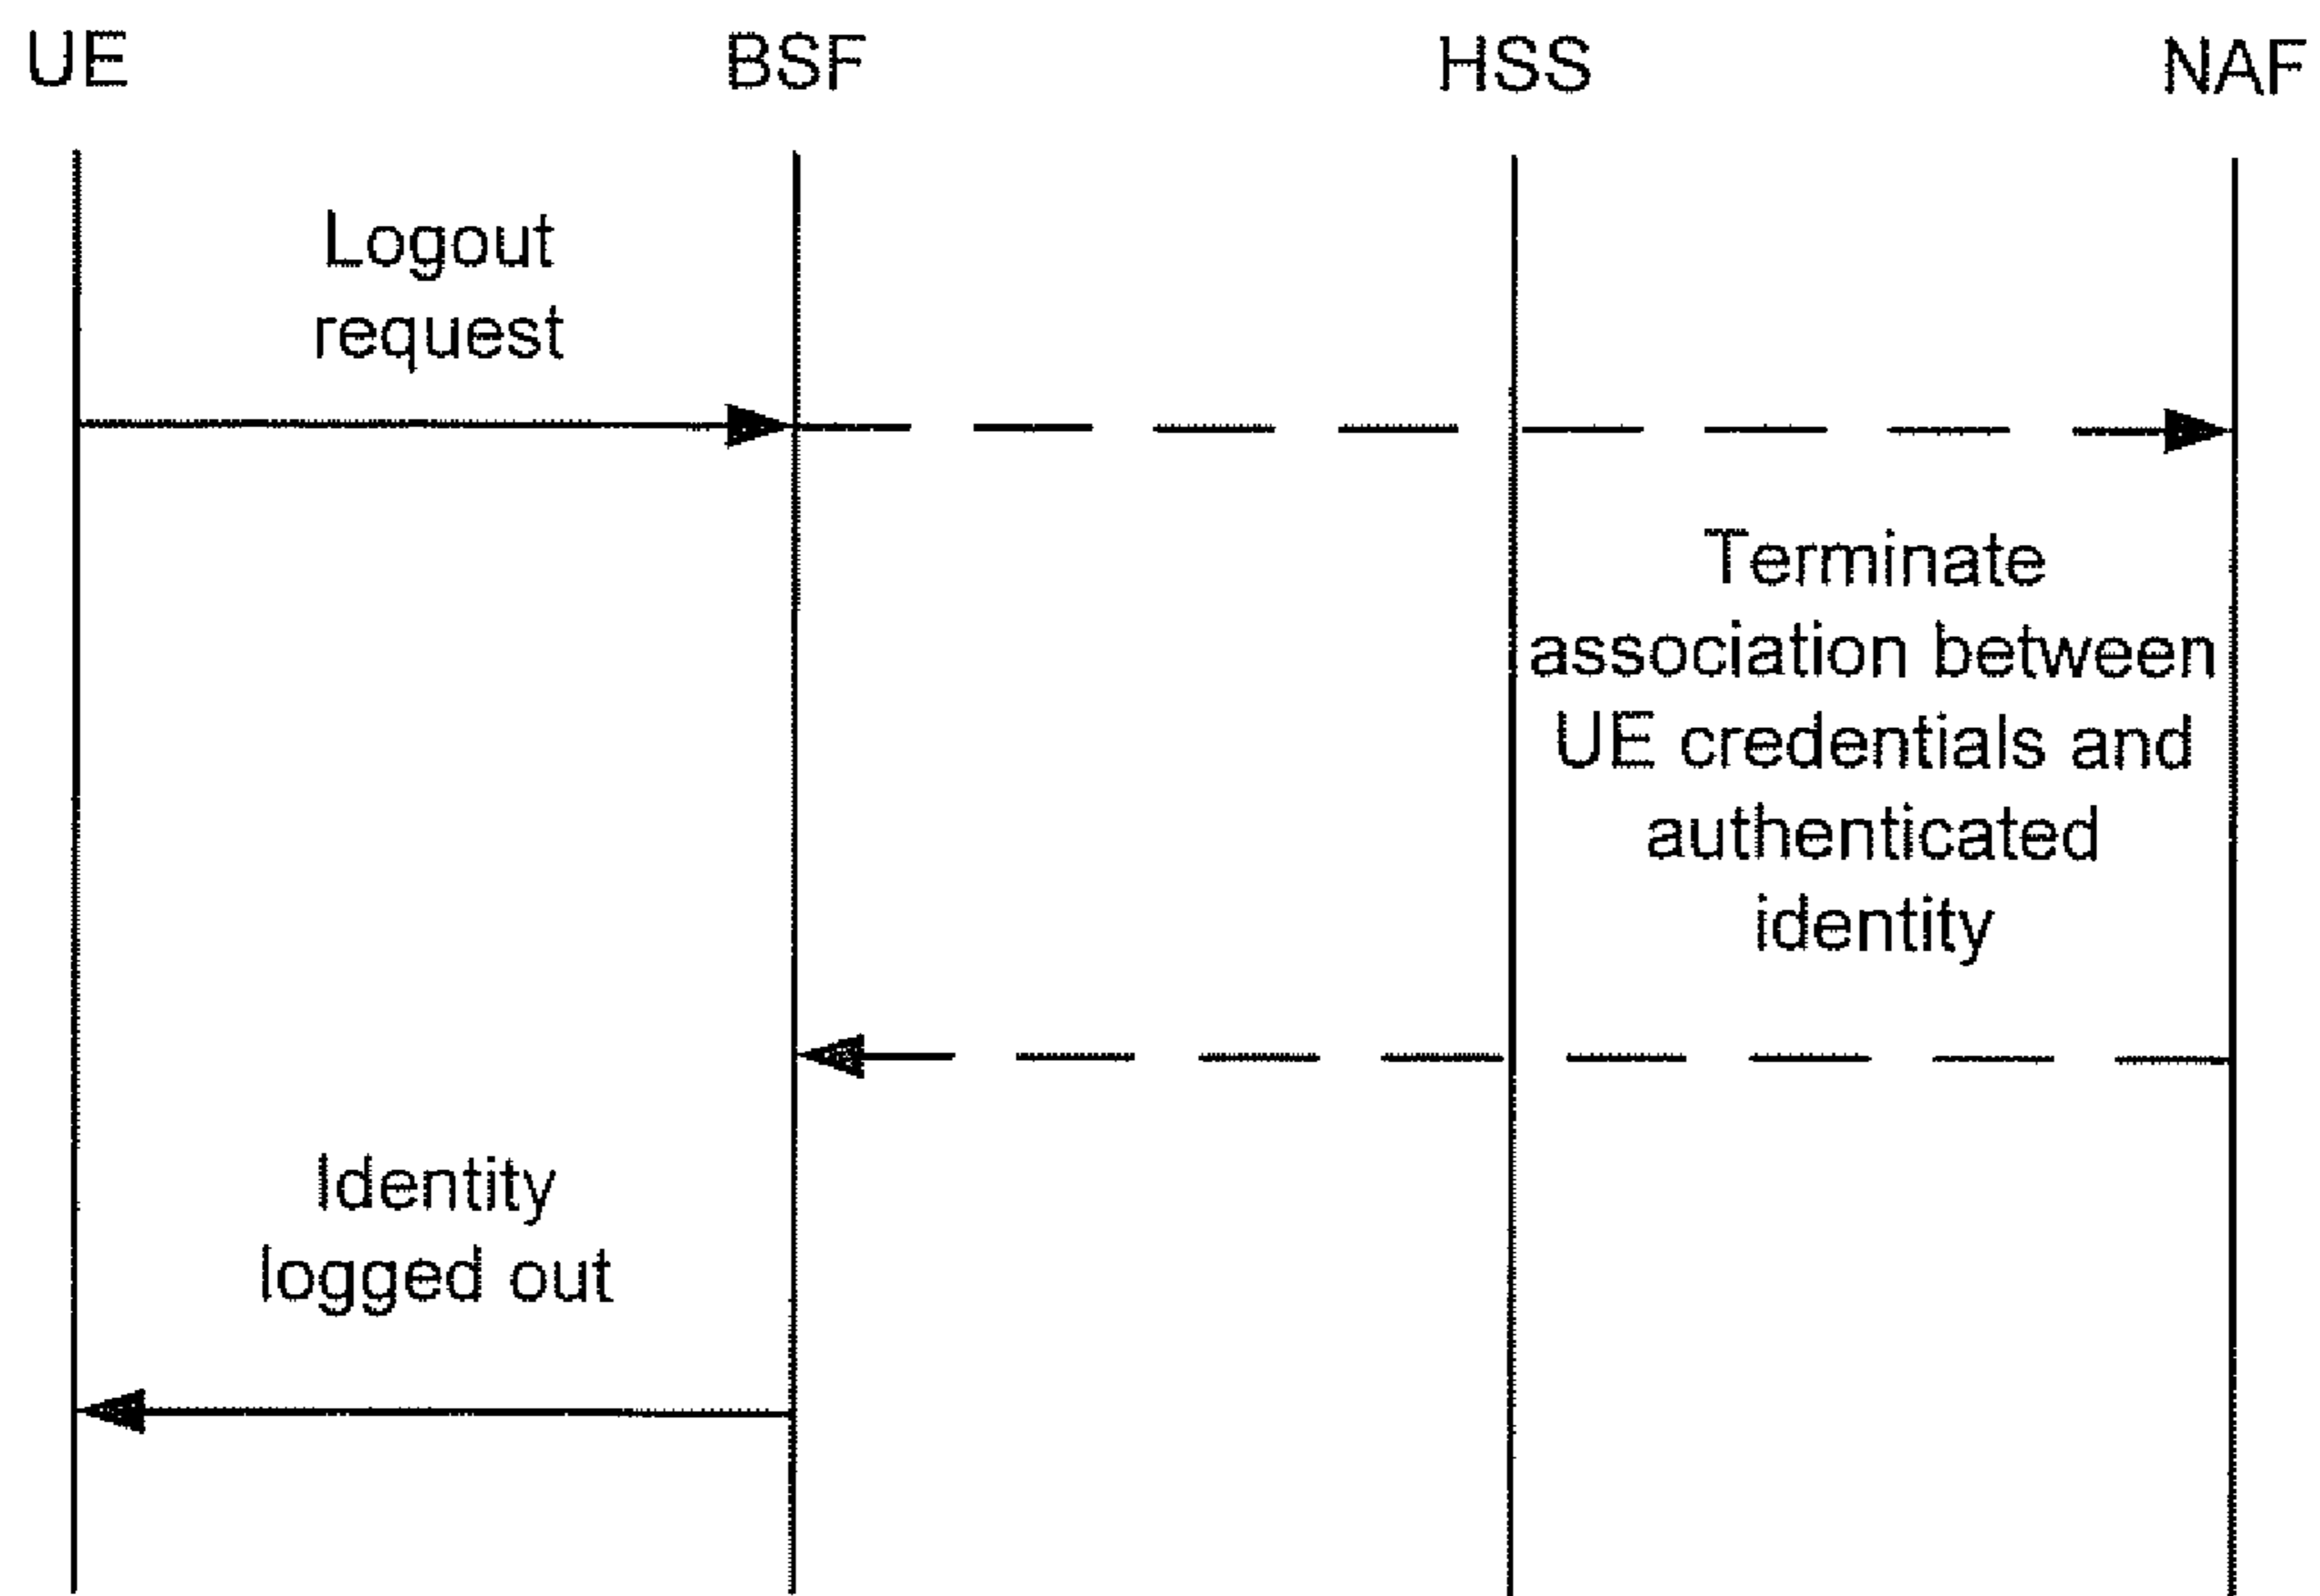 UE BSF HSS NAF
Logout
request
Terminate
association between
UE credentials and
authenticated
identity
Identity
logged out